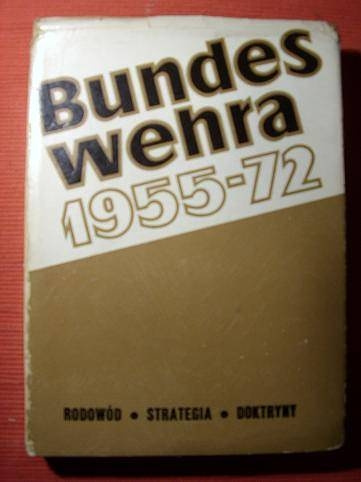 Bundes
wehra
1955-72
RODOWÓD • STRATEGIA • DOKTRYNY